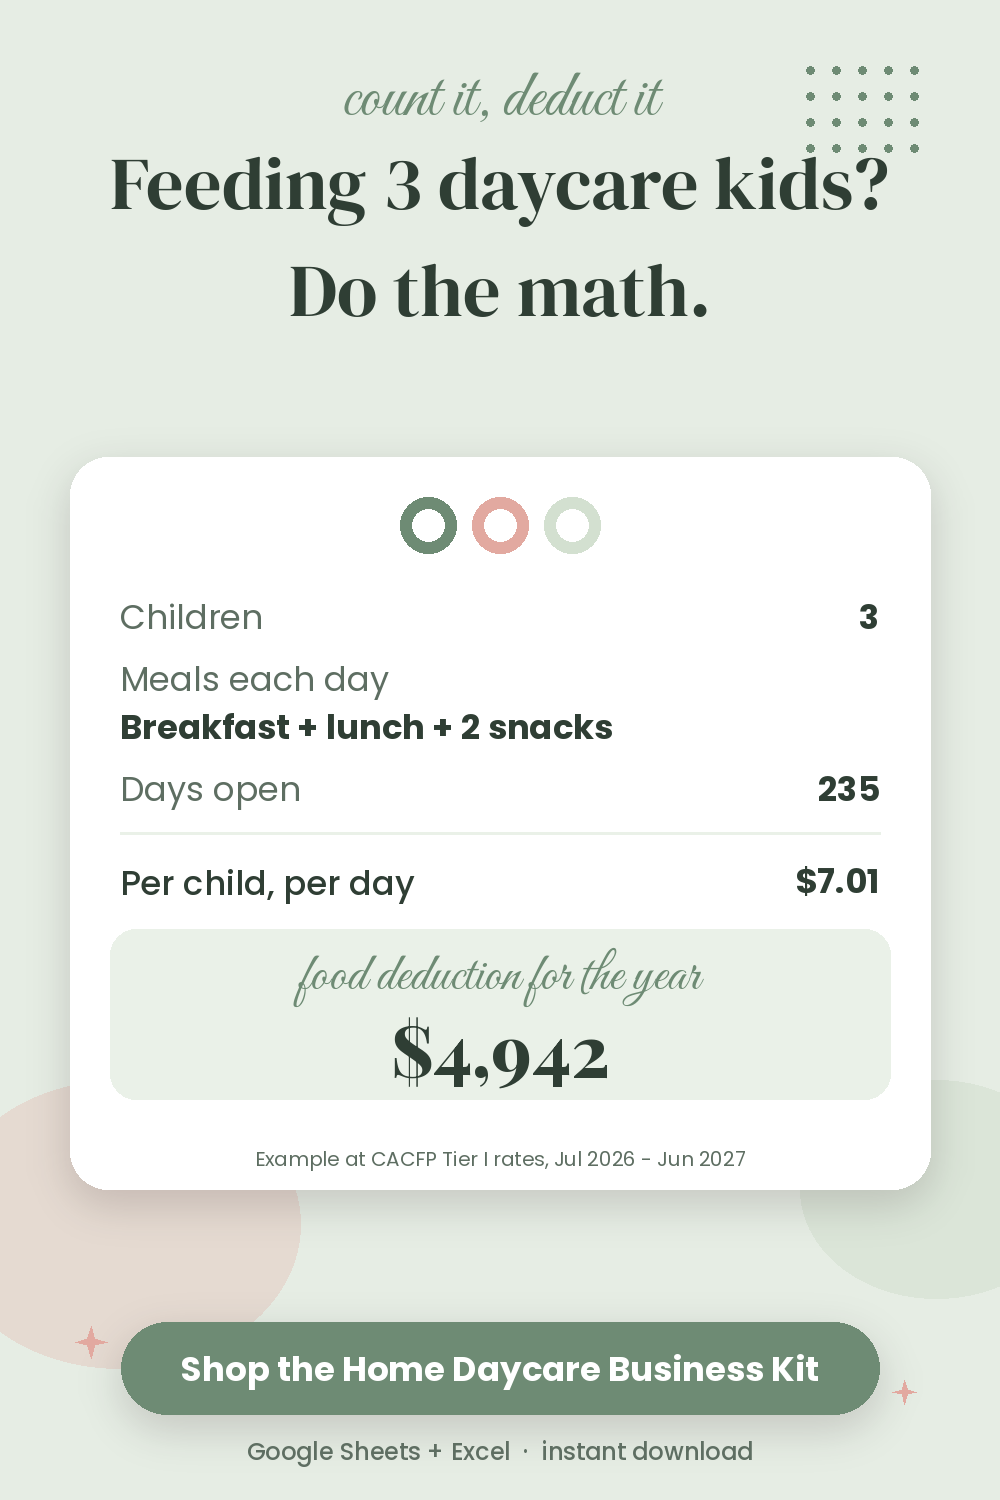 count it, deduct it
Feeding 3 daycare kids?
Do the math.
Children 3
Meals each day
Breakfast + lunch + 2 snacks
Days open 235
Per child, per day $7.01
food deduction for the year
$4,942
Example at CACFP Tier I rates, Jul 2026 - Jun 2027
Shop the Home Daycare Business Kit
Google Sheets + Excel · instant download